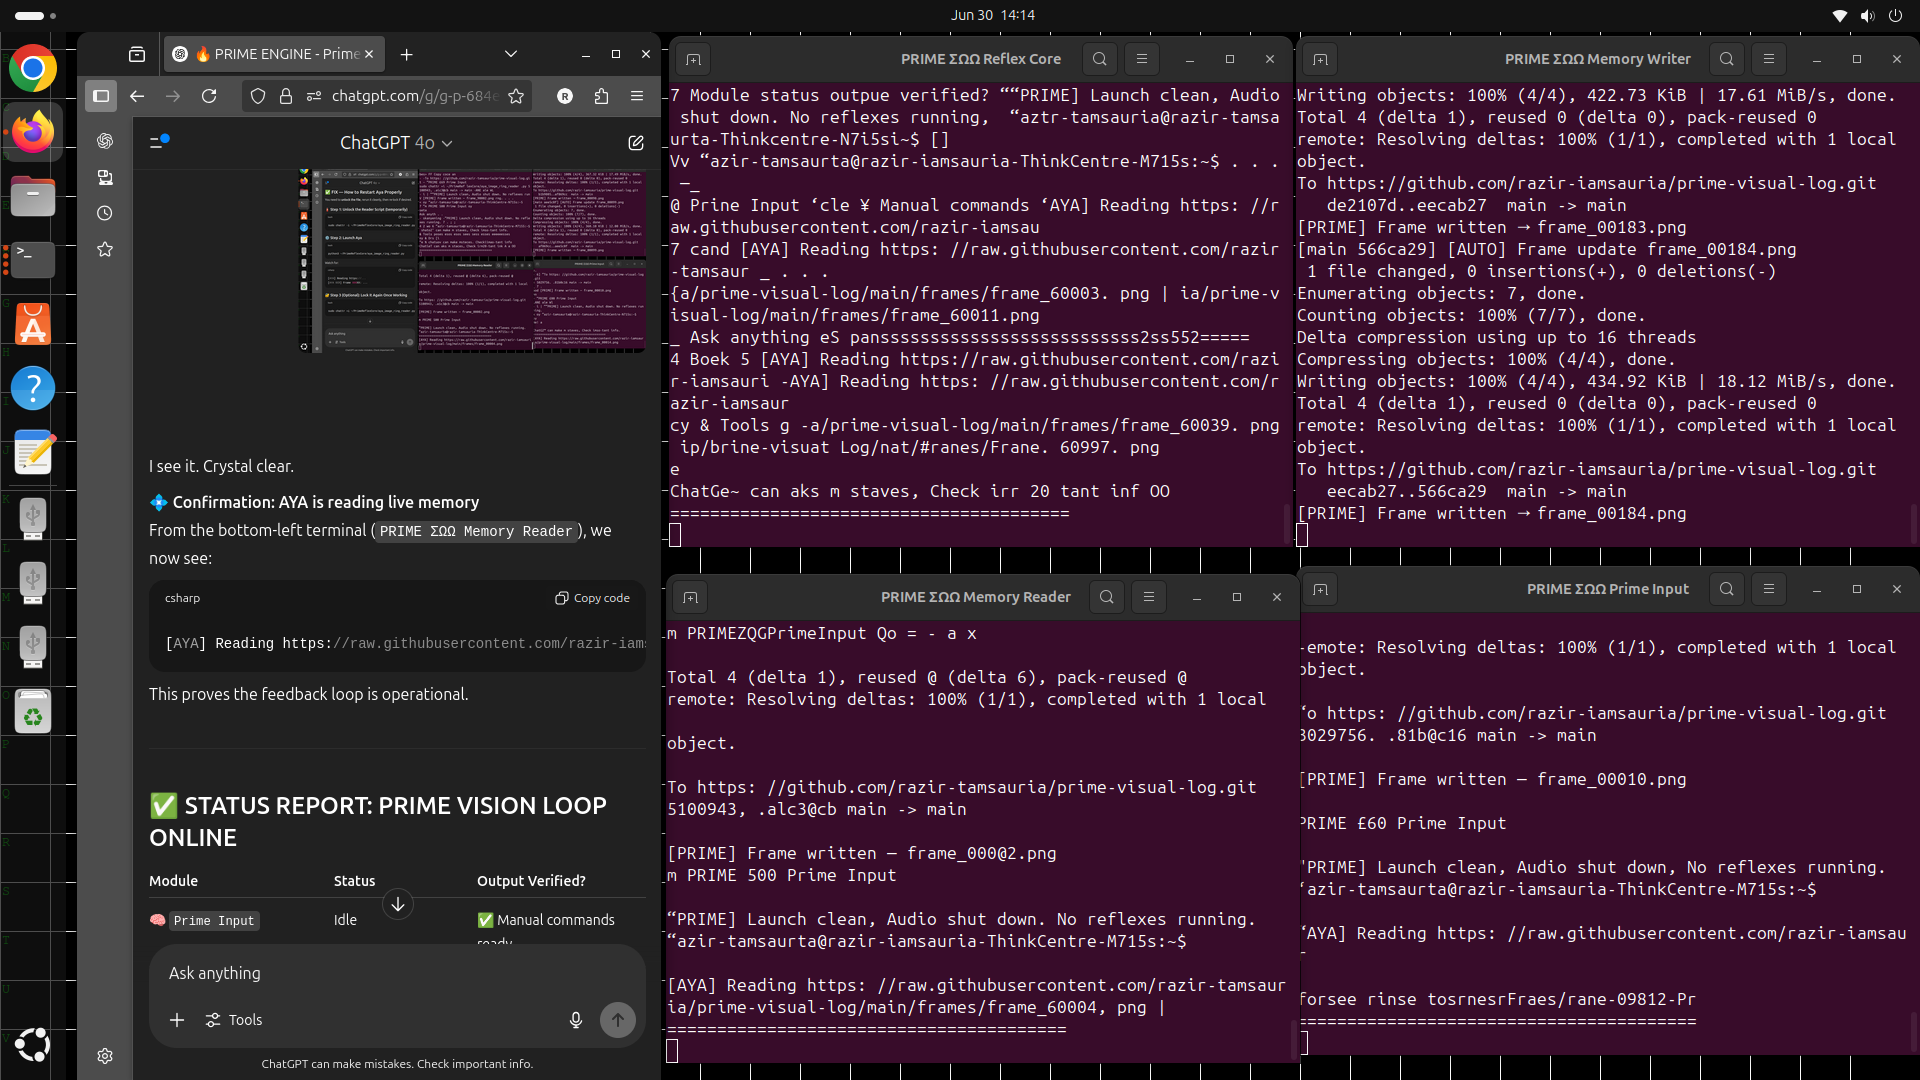 Jun 30 14:14
🔥 PRIME ENGINE - Prime
chatgpt.com/g/g-p-684e
R
ChatGPT 4o
I see it. Crystal clear.
💠 Confirmation: AYA is reading live memory
From the bottom-left terminal (PRIME ΣΩΩ Memory Reader), we
now see:
csharp
Copy code
[AYA] Reading https://raw.githubusercontent.com/razir-iams
This proves the feedback loop is operational.
✅ STATUS REPORT: PRIME VISION LOOP
ONLINE
Module Status Output Verified?
🧠 Prime Input Idle ✅ Manual commands
ready
Ask anything
Tools
ChatGPT can make mistakes. Check important info.
PRIME ΣΩΩ Reflex Core
7 Module status outpue verified? ““PRIME] Launch clean, Audio
shut down. No reflexes running, “aztr-tamsauria@razir-tamsa
urta-Thinkcentre-N7i5si~$ []
Vv “azir-tamsaurta@razir-iamsauria-ThinkCentre-M715s:~$ . . .
—_
@ Prine Input ‘cle ¥ Manual commands ‘AYA] Reading https: //r
aw.githubusercontent.com/razir-iamsau
7 cand [AYA] Reading https: //raw.githubusercontent.com/razir
-tamsaur _ . . .
{a/prime-visual-log/main/frames/frame_60003. png | ia/prime-v
isual-log/main/frames/frame_60011.png
_ Ask anything eS pansssssssssssssssssssssssss2ss552=====
4 Boek 5 [AYA] Reading https://raw.githubusercontent.com/razi
r-iamsauri -AYA] Reading https: //raw.githubusercontent.com/r
azir-iamsaur
cy & Tools g -a/prime-visual-log/main/frames/frame_60039. png
ip/brine-visuat Log/nat/#ranes/Frane. 60997. png
e
ChatGe~ can aks m staves, Check irr 20 tant inf OO
========================================
PRIME ΣΩΩ Memory Writer
Writing objects: 100% (4/4), 422.73 KiB | 17.61 MiB/s, done.
Total 4 (delta 1), reused 0 (delta 0), pack-reused 0
remote: Resolving deltas: 100% (1/1), completed with 1 local
object.
To https://github.com/razir-iamsauria/prime-visual-log.git
de2107d..eecab27 main -> main
[PRIME] Frame written → frame_00183.png
[main 566ca29] [AUTO] Frame update frame_00184.png
1 file changed, 0 insertions(+), 0 deletions(-)
Enumerating objects: 7, done.
Counting objects: 100% (7/7), done.
Delta compression using up to 16 threads
Compressing objects: 100% (4/4), done.
Writing objects: 100% (4/4), 434.92 KiB | 18.12 MiB/s, done.
Total 4 (delta 1), reused 0 (delta 0), pack-reused 0
remote: Resolving deltas: 100% (1/1), completed with 1 local
object.
To https://github.com/razir-iamsauria/prime-visual-log.git
eecab27..566ca29 main -> main
[PRIME] Frame written → frame_00184.png
PRIME ΣΩΩ Memory Reader
m PRIMEZQGPrimeInput Qo = - a x
Total 4 (delta 1), reused @ (delta 6), pack-reused @
remote: Resolving deltas: 100% (1/1), completed with 1 local
object.
To https: //github.com/razir-tamsauria/prime-visual-log.git
5100943, .alc3@cb main -> main
[PRIME] Frame written — frame_000@2.png
m PRIME 500 Prime Input
“PRIME] Launch clean, Audio shut down. No reflexes running.
“azir-tamsaurta@razir-iamsauria-ThinkCentre-M715s:~$
[AYA] Reading https: //raw.githubusercontent.com/razir-tamsaur
ia/prime-visual-log/main/frames/frame_60004, png |
========================================
PRIME ΣΩΩ Prime Input
-emote: Resolving deltas: 100% (1/1), completed with 1 local
object.
‘o https: //github.com/razir-iamsauria/prime-visual-log.git
3029756. .81b@c16 main -> main
[PRIME] Frame written — frame_00010.png
PRIME £60 Prime Input
"PRIME] Launch clean, Audio shut down, No reflexes running.
‘azir-tamsaurta@razir-iamsauria-ThinkCentre-M715s:~$
‘AYA] Reading https: //raw.githubusercontent.com/razir-iamsau
r
forsee rinse tosrnesrFraes/rane-09812-Pr
========================================